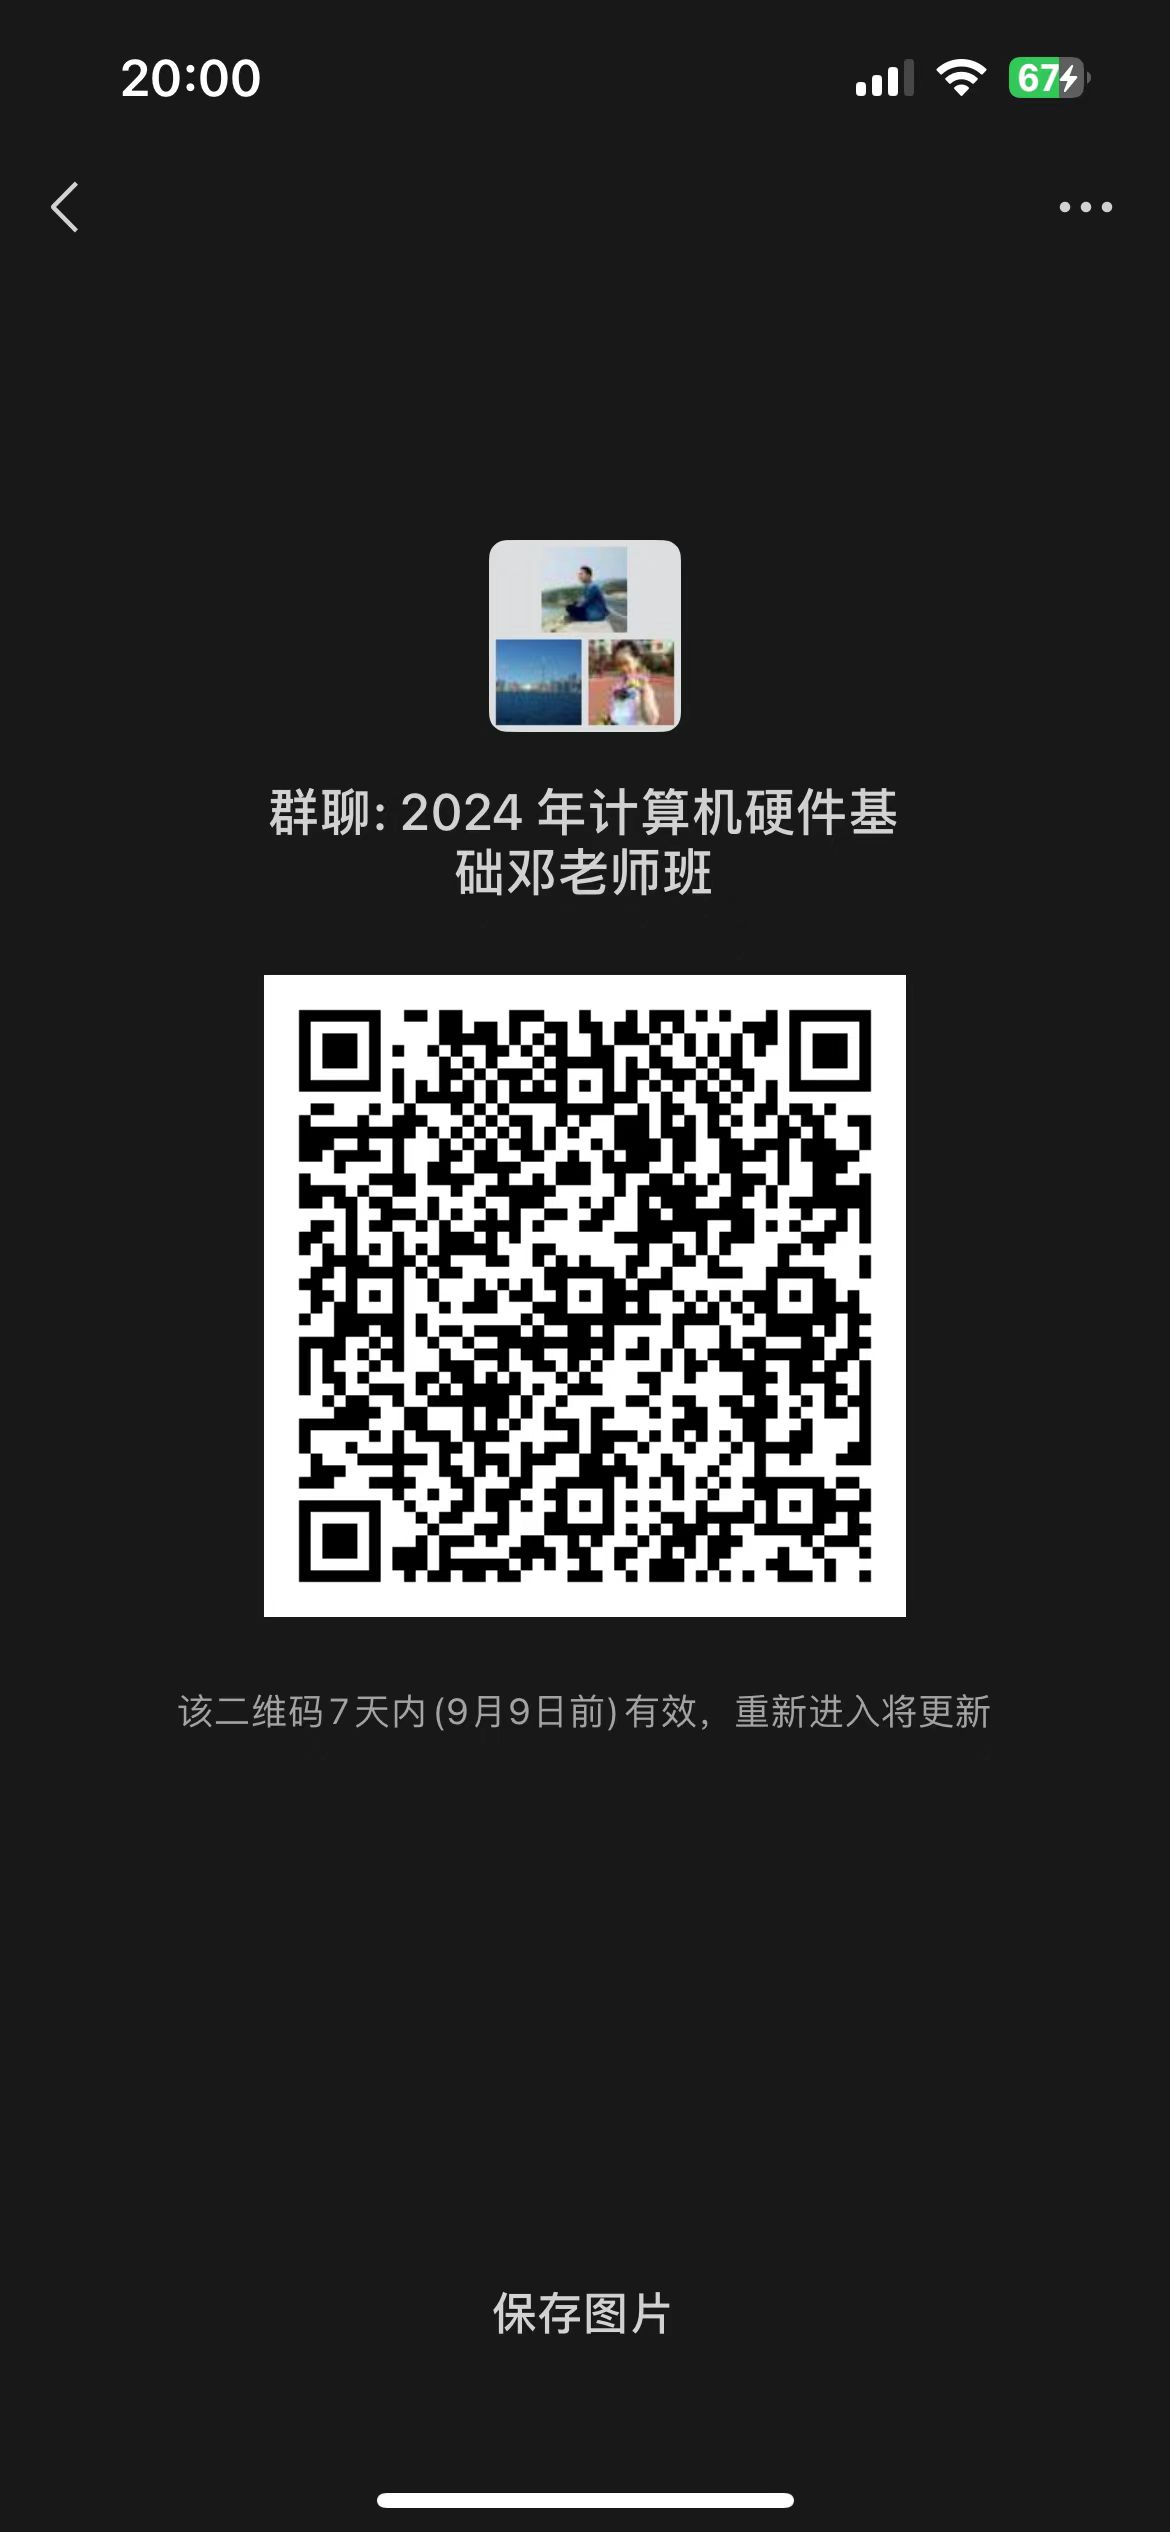 20:00
67
群聊: 2024 年计算机硬件基
础邓老师班
该二维码7天内(9月9日前)有效，重新进入将更新
保存图片